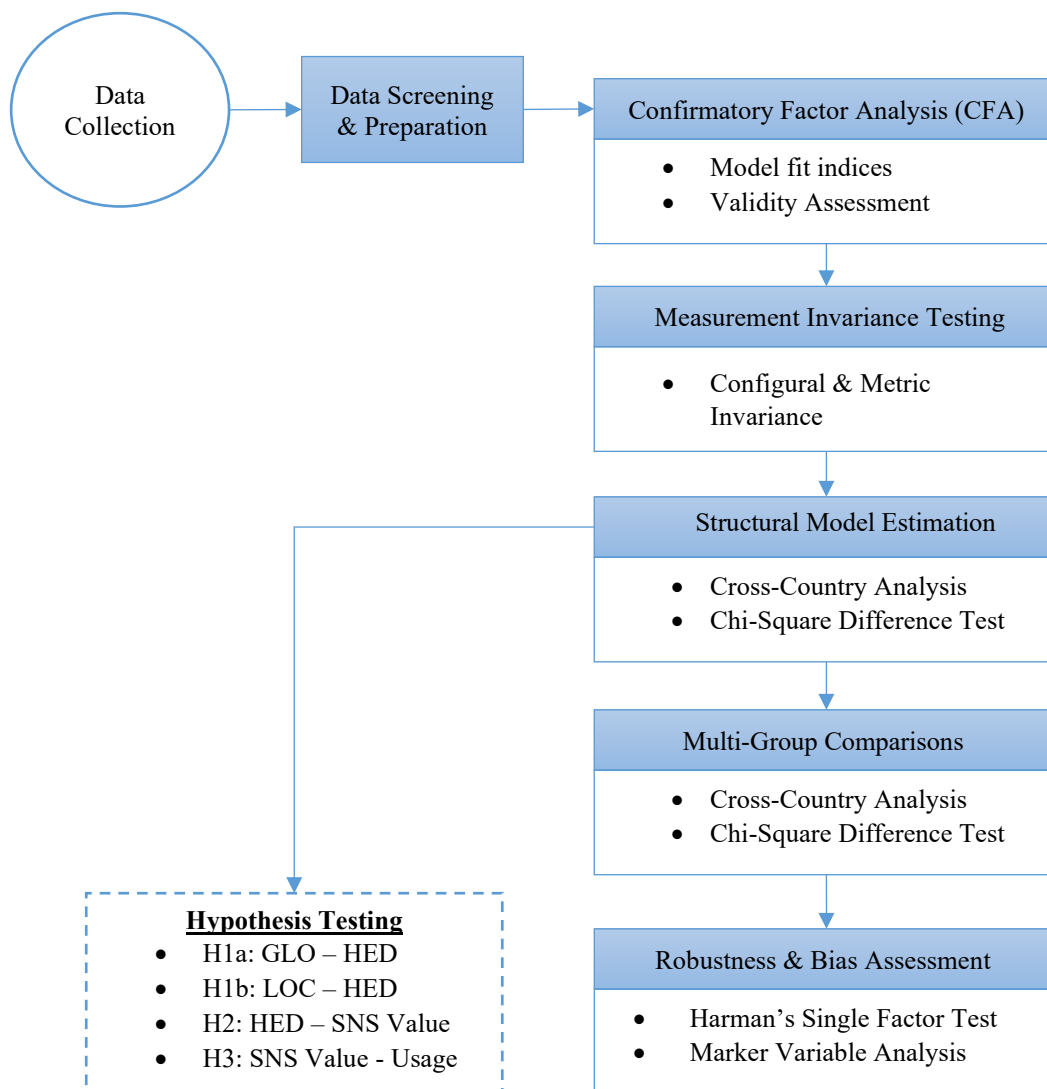 Data
Collection
Data Screening
& Preparation
Confirmatory Factor Analysis (CFA)
• Model fit indices
• Validity Assessment
Measurement Invariance Testing
• Configural & Metric
Invariance
Structural Model Estimation
• Cross-Country Analysis
• Chi-Square Difference Test
Multi-Group Comparisons
• Cross-Country Analysis
• Chi-Square Difference Test
Hypothesis Testing
• H1a: GLO – HED
• H1b: LOC – HED
• H2: HED – SNS Value
• H3: SNS Value - Usage
Robustness & Bias Assessment
• Harman’s Single Factor Test
• Marker Variable Analysis